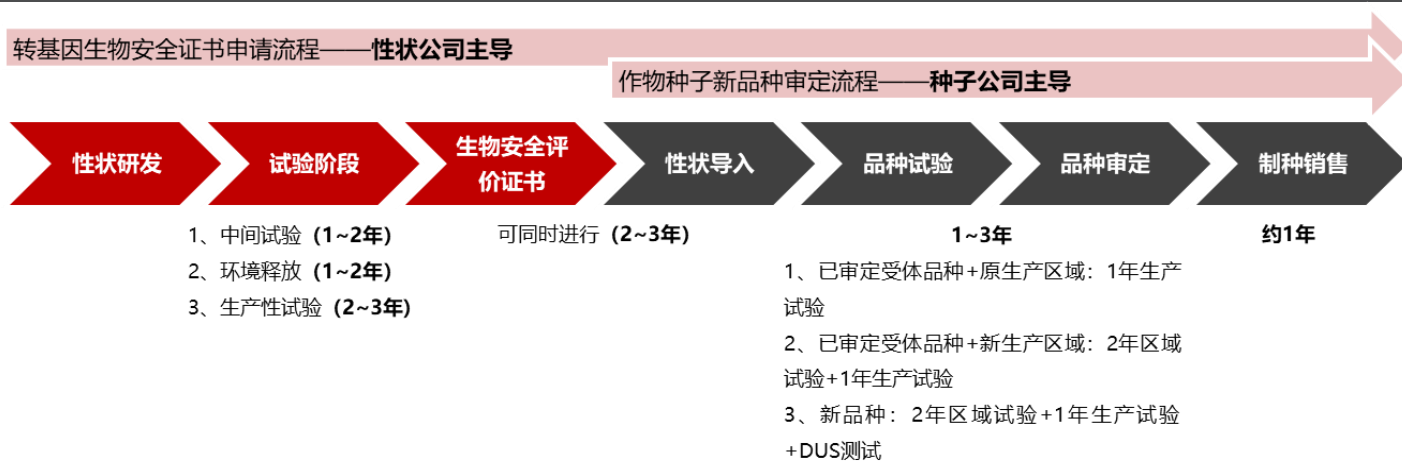 转基因生物安全证书申请流程——性状公司主导
作物种子新品种审定流程——种子公司主导
性状研发
试验阶段
生物安全评
价证书
性状导入
品种试验
品种审定
制种销售
1、中间试验（1~2年）
2、环境释放（1~2年）
3、生产性试验（2~3年）
可同时进行（2~3年）
1~3年
1、已审定受体品种+原生产区域：1年生产
试验
2、已审定受体品种+新生产区域：2年区域
试验+1年生产试验
3、新品种：2年区域试验+1年生产试验
+DUS测试
约1年